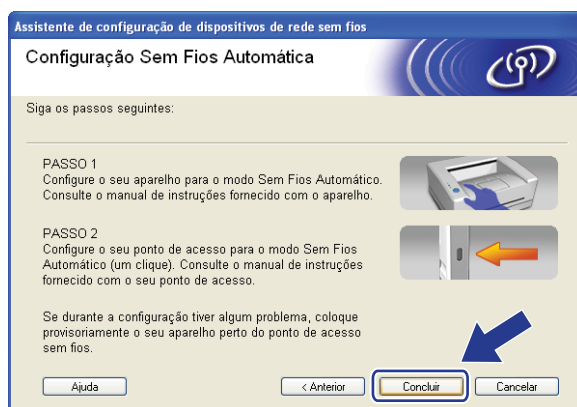 Assistente de configuração de dispositivos de rede sem fios
Configuração Sem Fios Automática
Siga os passos seguintes:
PASSO 1
Configure o seu aparelho para o modo Sem Fios Automático.
Consulte o manual de instruções fornecido com o aparelho.
PASSO 2
Configure o seu ponto de acesso para o modo Sem Fios
Automático (um clique). Consulte o manual de instruções
fornecido com o seu ponto de acesso.
Se durante a configuração tiver algum problema, coloque
provisoriamente o seu aparelho perto do ponto de acesso
sem fios.
Ajuda
< Anterior
Concluir
Cancelar